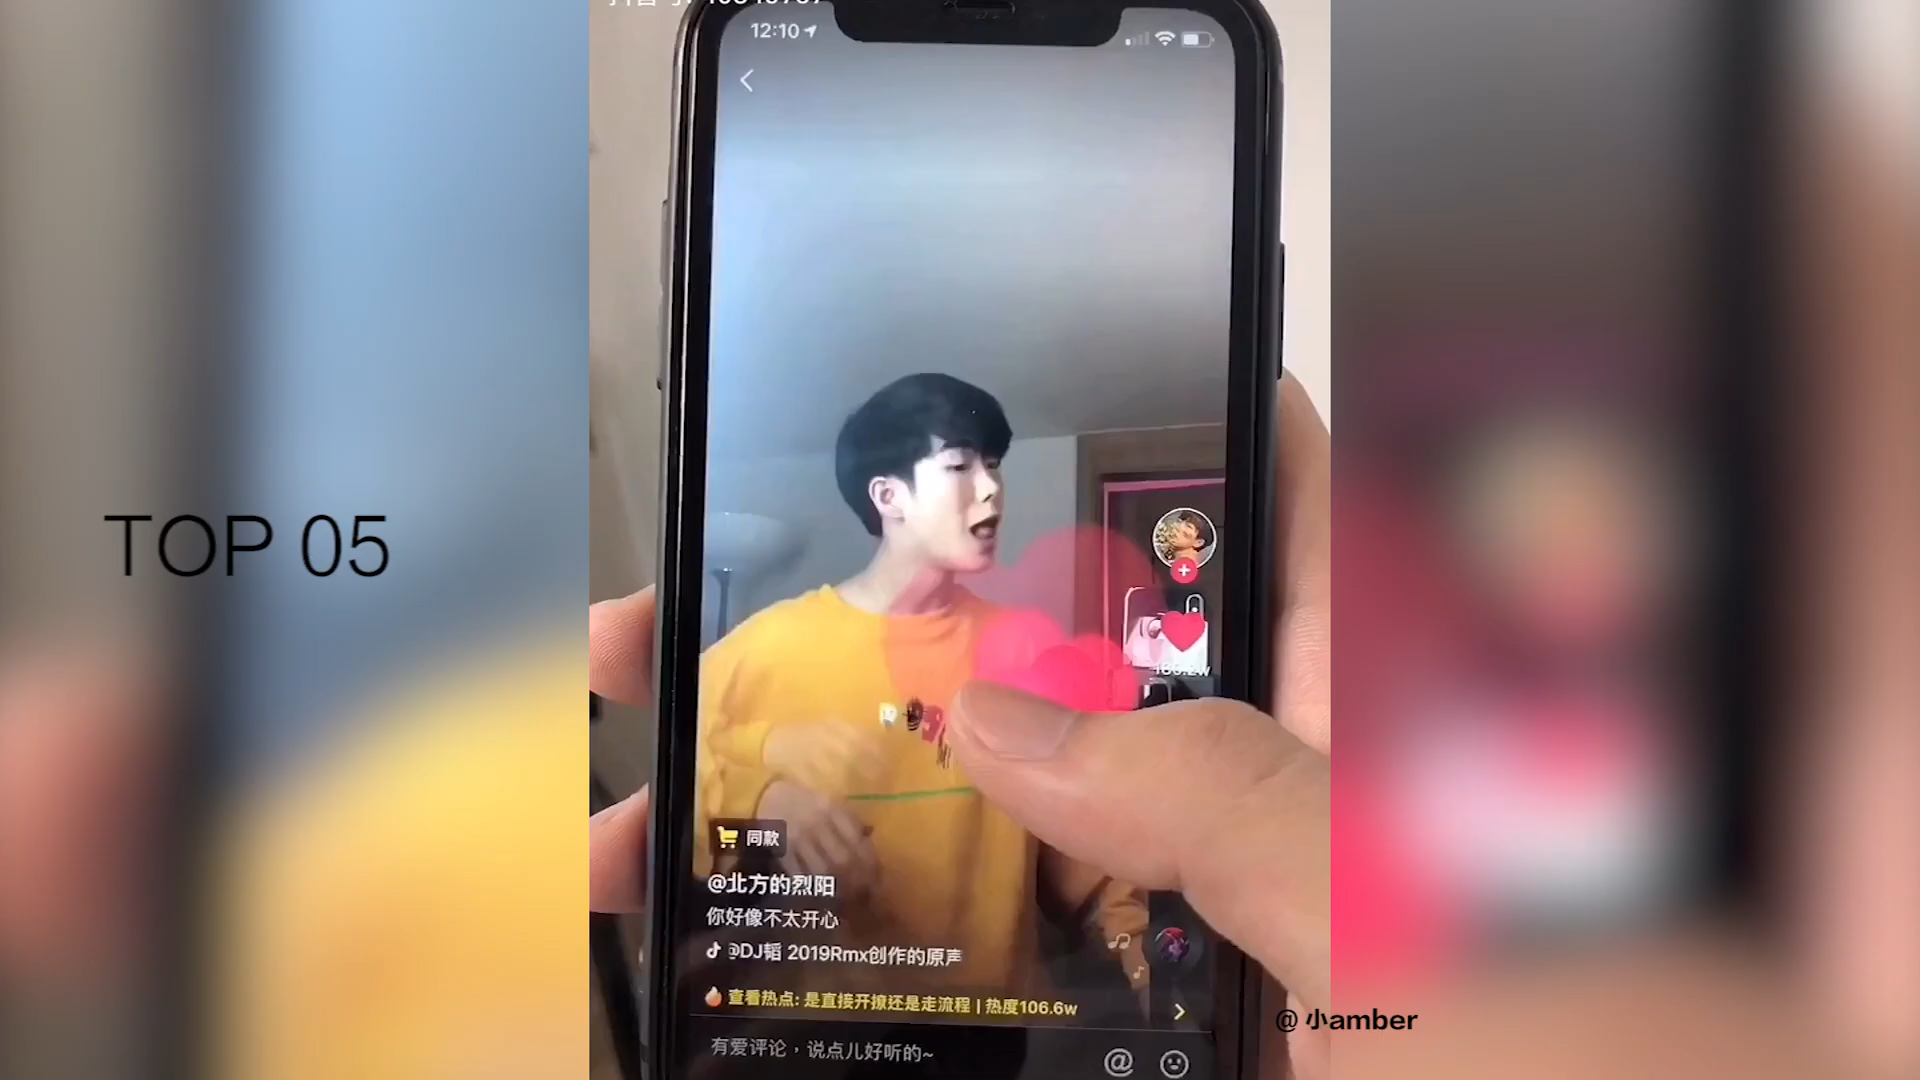 12:10
TOP 05
同款
@北方的烈阳
你好像不太开心
@DJ韬 2019Rmx创作的原声
查看热点: 是直接开撩还是走流程 | 热度106.6w
有爱评论,说点儿好听的~
@ 小amber